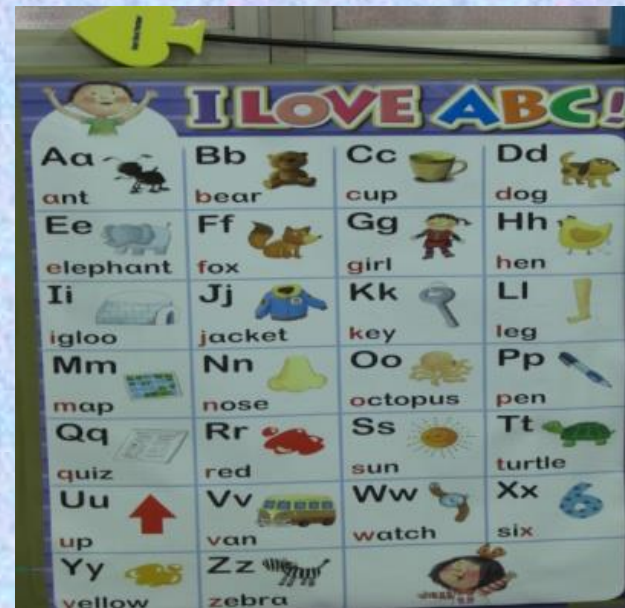 I LOVE ABC!
Aa Bb Cc Dd
ant bear cup dog
Ee Ff Gg Hh
elephant fox girl hen
Ii Jj Kk Ll
igloo jacket key leg
Mm Nn Oo Pp
map nose octopus pen
Qq Rr Ss Tt
quiz red sun turtle
Uu Vv Ww Xx
up van watch six
Yy Zz
yellow zebra